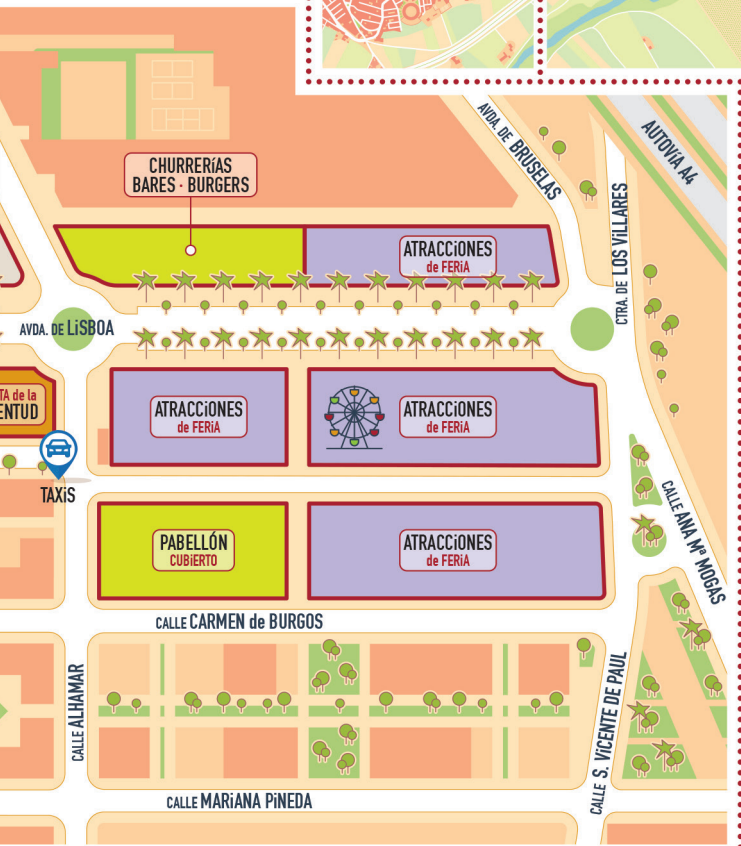 AVDA. DE BRUSELAS
AUTOVíA A4
CHURRERíAS
BARES · BURGERS
CTRA. DE LOS ViLLARES
ATRACCiONES
de FERiA
AVDA. DE LiSBOA
TA de la
ENTUD
ATRACCiONES
de FERiA
ATRACCiONES
de FERiA
TAXiS
CALLE ANA Mª MOGAS
PABELLÓN
CUBiERTO
ATRACCiONES
de FERiA
CALLE CARMEN de BURGOS
CALLE ALHAMAR
CALLE S. ViCENTE DE PAUL
CALLE MARiANA PiNEDA